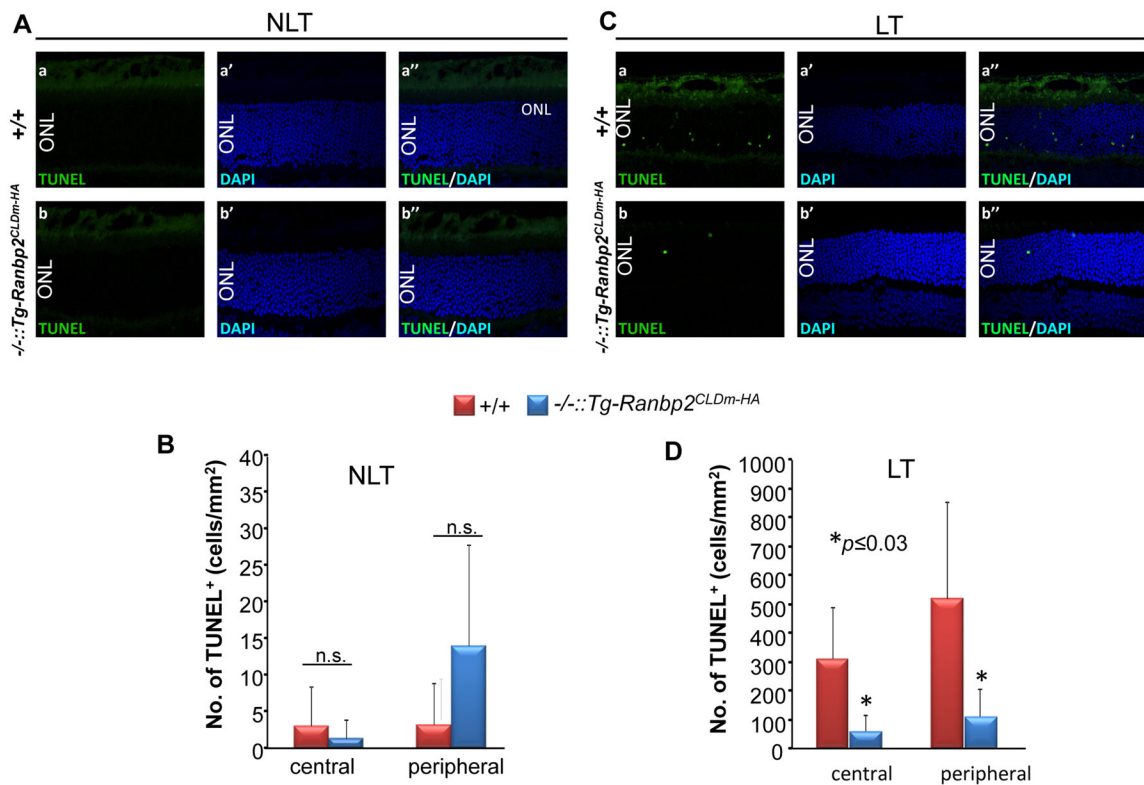 A
NLT
+/+
a
ONL
TUNEL
a'
ONL
DAPI
a''
ONL
TUNEL/DAPI
-/-::Tg-Ranbp2CLDm-HA
b
ONL
TUNEL
b'
ONL
DAPI
b''
ONL
TUNEL/DAPI
C
LT
+/+
a
ONL
TUNEL
a'
ONL
DAPI
a''
ONL
TUNEL/DAPI
-/-::Tg-Ranbp2CLDm-HA
b
ONL
TUNEL
b'
ONL
DAPI
b''
ONL
TUNEL/DAPI
+/+ -/-::Tg-Ranbp2CLDm-HA
B
NLT
No. of TUNEL+ (cells/mm2)
40
35
30
25
20
15
10
5
0
n.s.
n.s.
central peripheral
D
LT
No. of TUNEL+ (cells/mm2)
1000
900
800
700
600
500
400
300
200
100
0
*p≤0.03
*
*
central peripheral